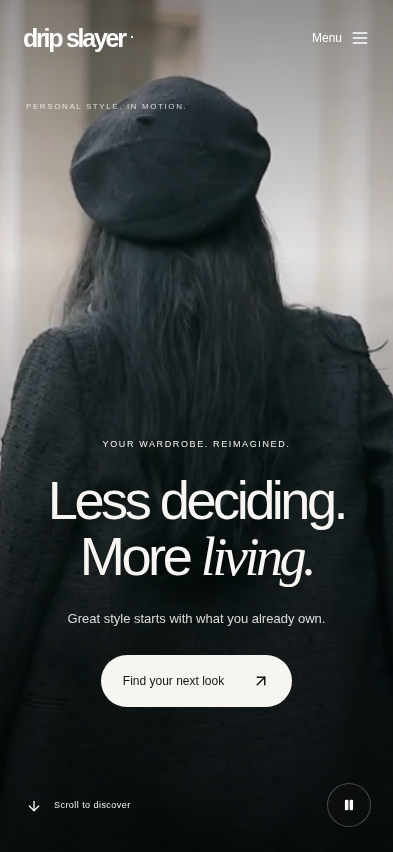 drip slayer
Menu
PERSONAL STYLE. IN MOTION.
YOUR WARDROBE. REIMAGINED.
Less deciding.
More living.
Great style starts with what you already own.
Find your next look
Scroll to discover